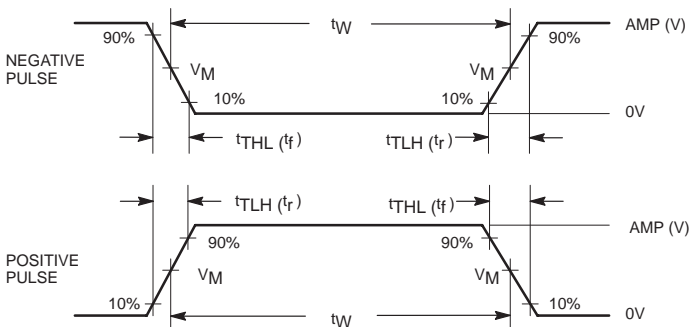 tW
AMP (V)
90%
90%
NEGATIVE
PULSE
VM
VM
10%
10%
0V
tTHL (tf)
tTLH (tr)
tTLH (tr)
tTHL (tf)
AMP (V)
90%
90%
POSITIVE
PULSE
VM
VM
10%
10%
0V
tW